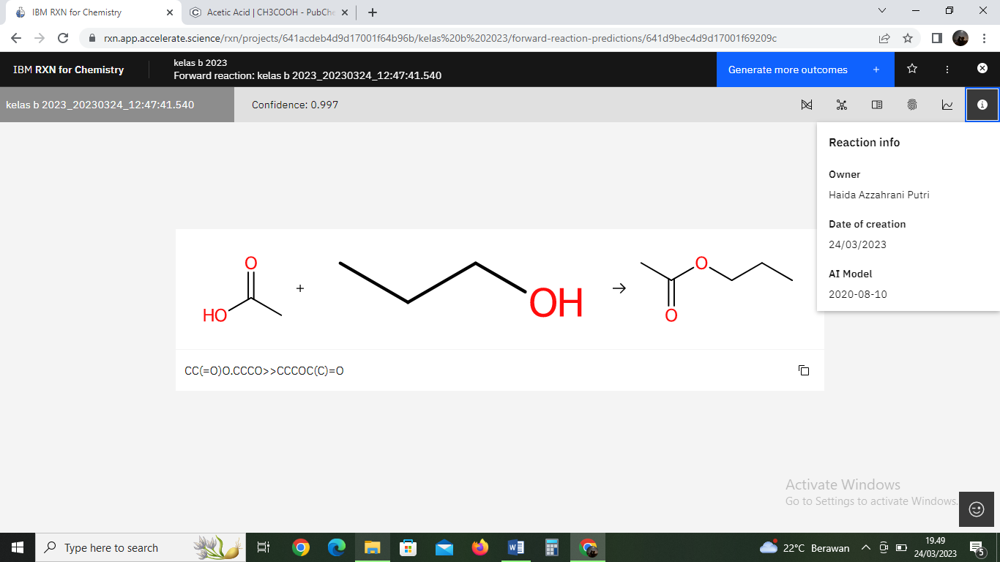 IBM RXN for Chemistry
Acetic Acid | CH3COOH - PubChe
rxn.app.accelerate.science/rxn/projects/641acdeb4d9d17001f64b96b/kelas%20b%202023/forward-reaction-predictions/641d9bec4d9d17001f69209c
IBM RXN for Chemistry
kelas b 2023
Forward reaction: kelas b 2023_20230324_12:47:41.540
Generate more outcomes +
kelas b 2023_20230324_12:47:41.540
Confidence: 0.997
Reaction info
Owner
Haida Azzahrani Putri
Date of creation
24/03/2023
AI Model
2020-08-10
O
HO
+
OH
→
O
O
CC(=O)O.CCCO>>CCCOC(C)=O
Activate Windows
Go to Settings to activate Windows.
Type here to search
22°C Berawan
19.49
24/03/2023
5